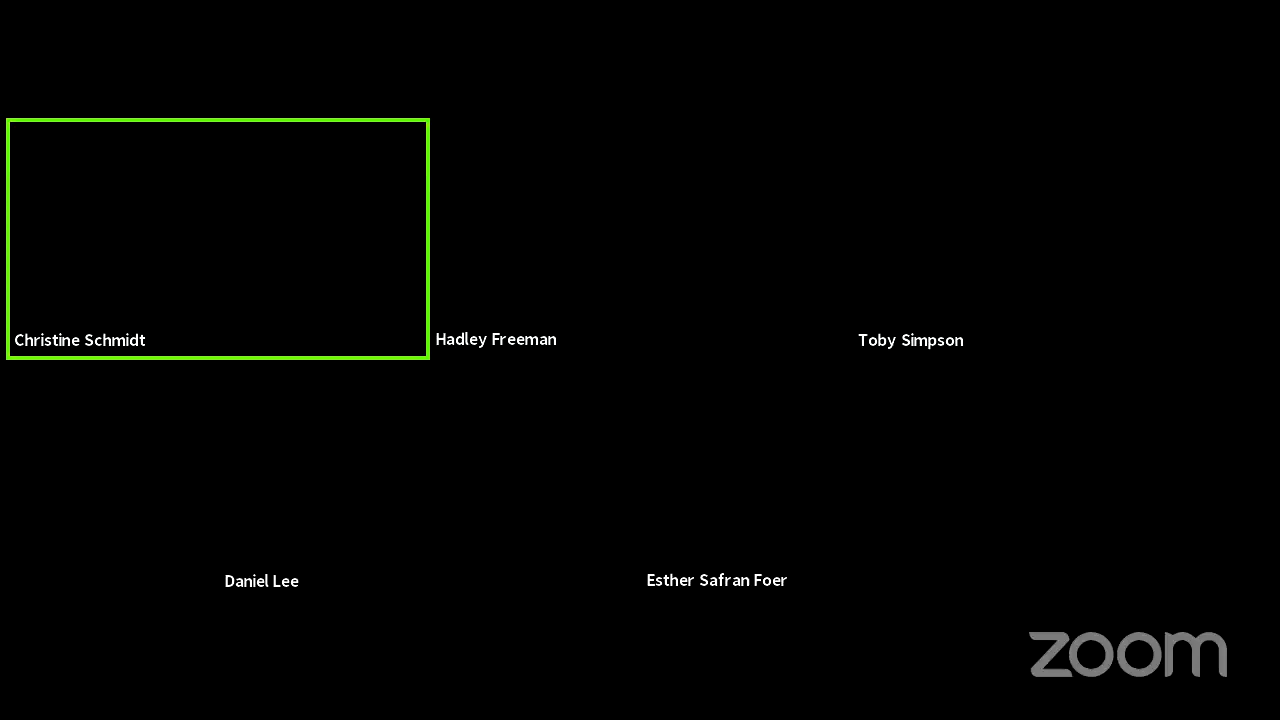 Christine Schmidt
Hadley Freeman
Toby Simpson
Daniel Lee
Esther Safran Foer
zoom